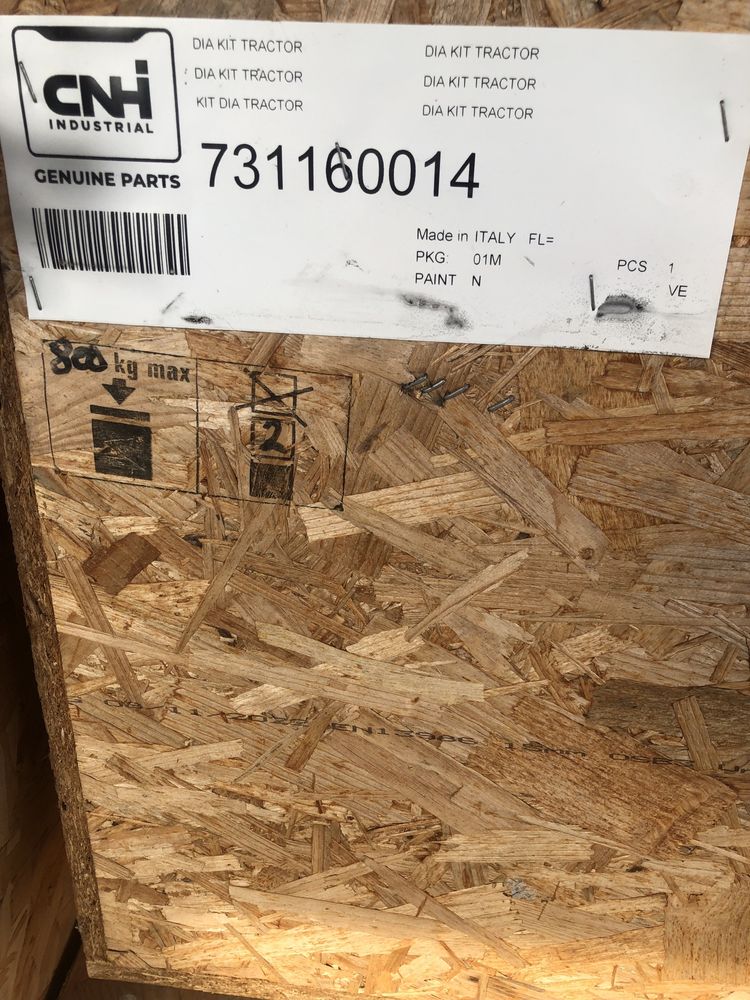 CNH
INDUSTRIAL
GENUINE PARTS
DIA KIT TRACTOR
DIA KIT TRACTOR
DIA KIT TRACTOR
DIA KIT TRACTOR
KIT DIA TRACTOR
DIA KIT TRACTOR
731160014
Made in ITALY FL=
PKG 01M
PAINT N
PCS 1
VE
800 kg max
2
EN13986